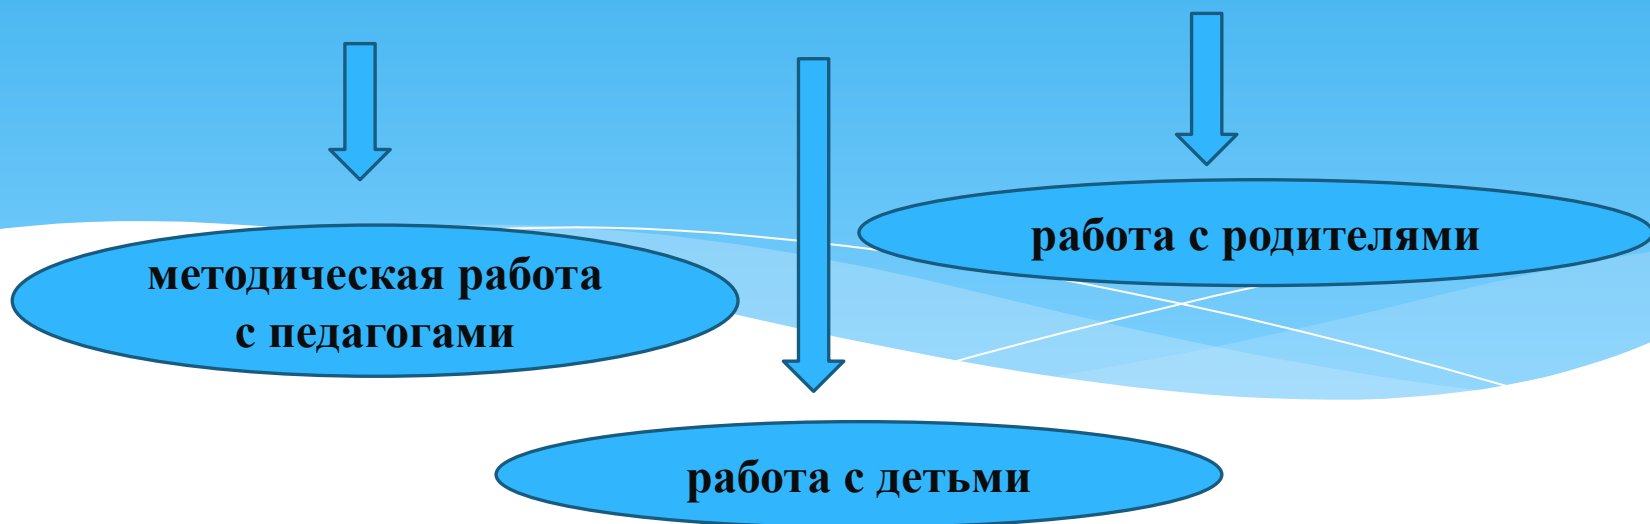 методическая работа
с педагогами
работа с родителями
работа с детьми